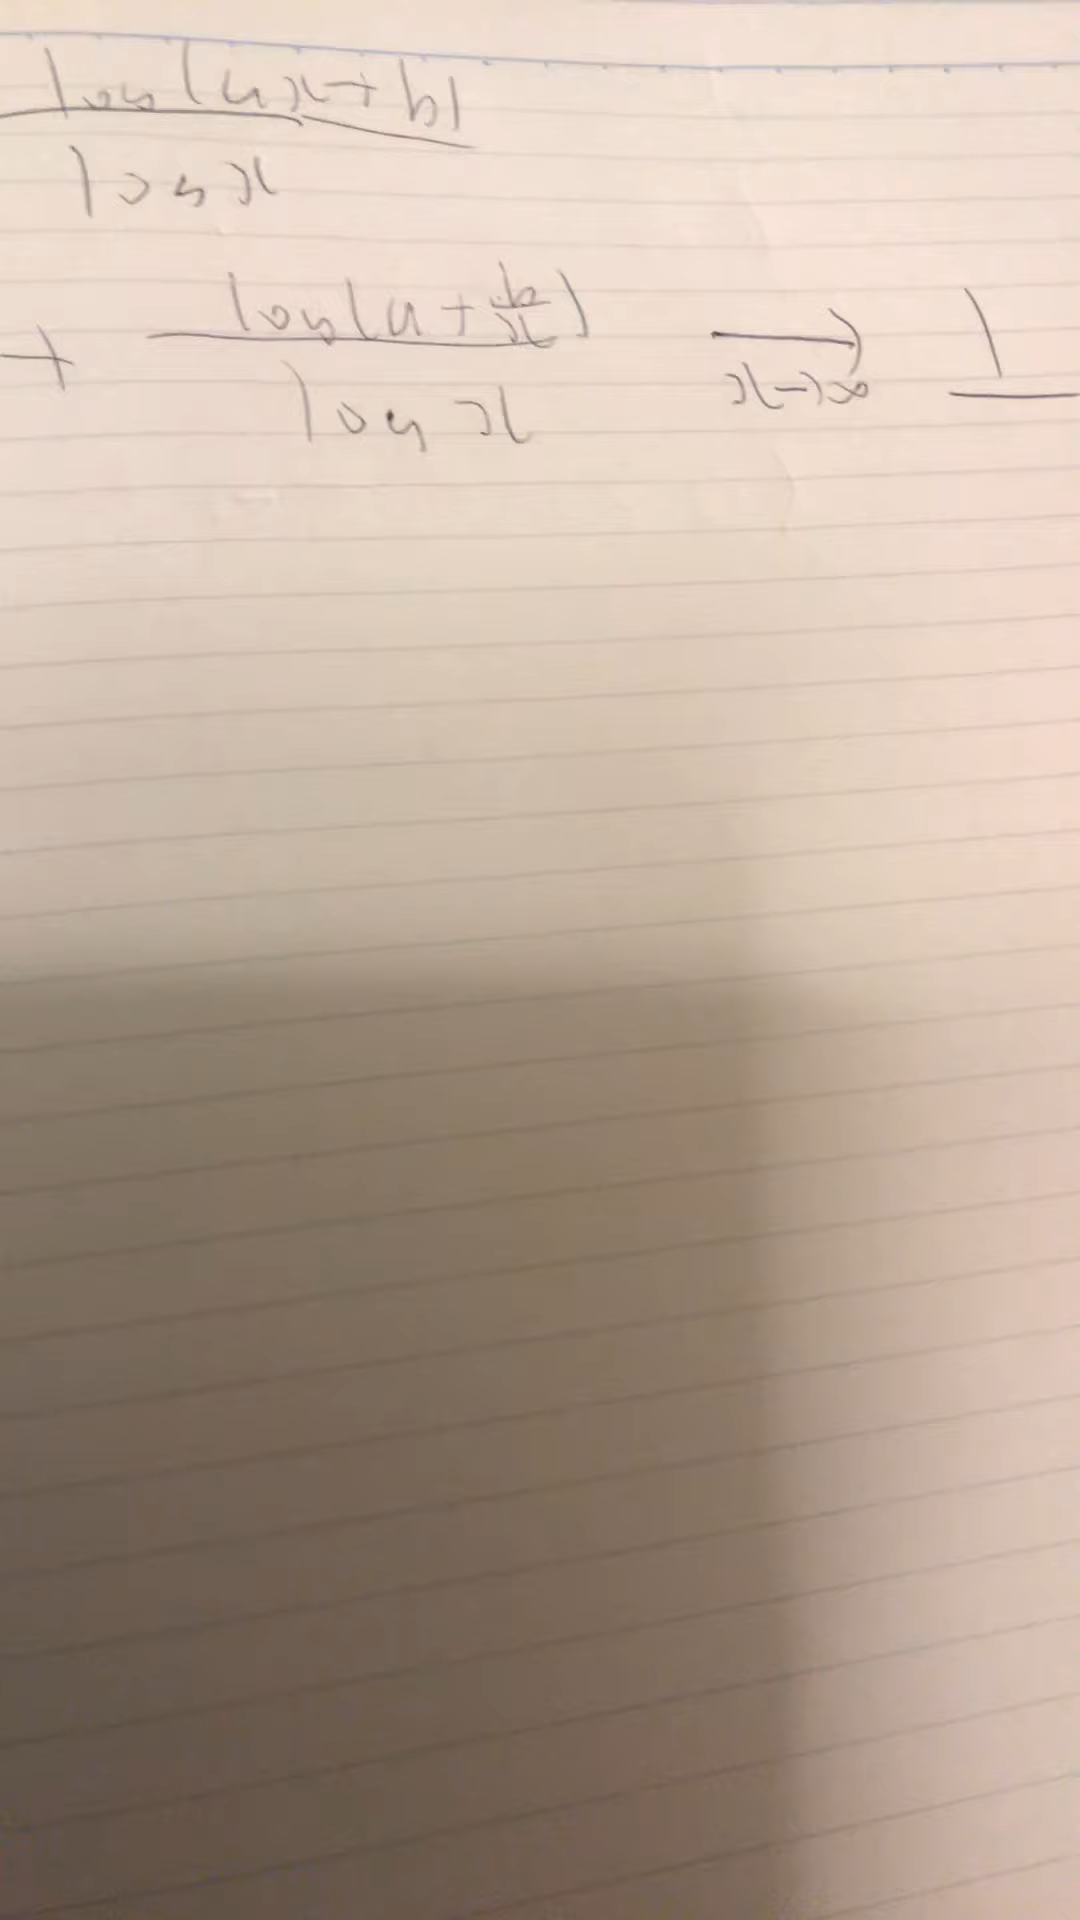 log(ax+b)
log x
+ log(a + b/x) / log x → x→∞ 1